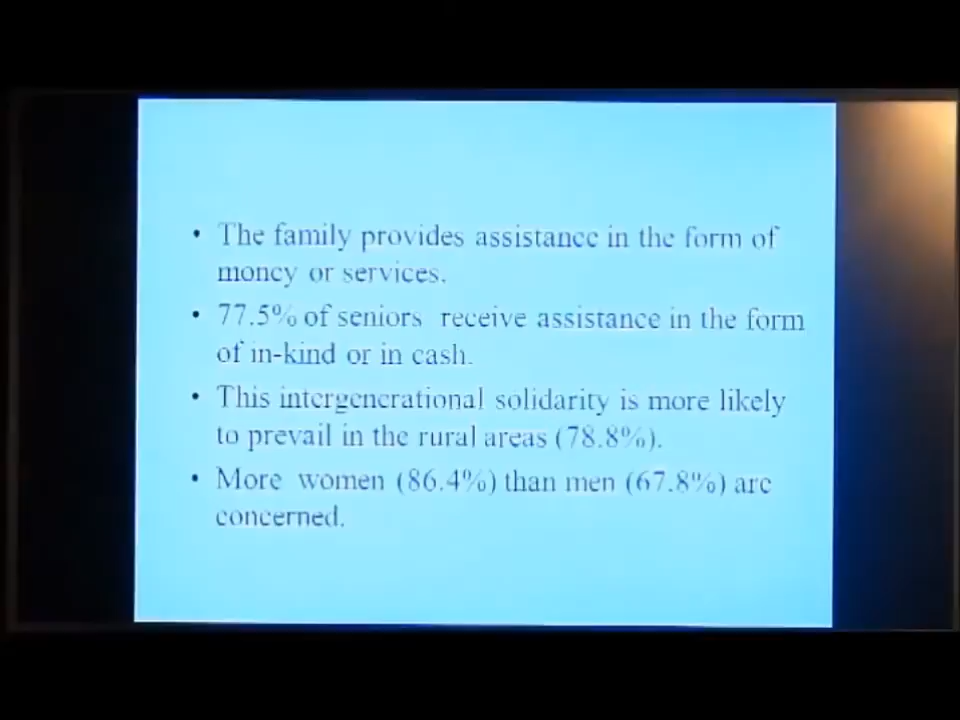 • The family provides assistance in the form of
money or services.
• 77.5% of seniors receive assistance in the form
of in-kind or in cash.
• This intergenerational solidarity is more likely
to prevail in the rural areas (78.8%).
• More women (86.4%) than men (67.8%) are
concerned.